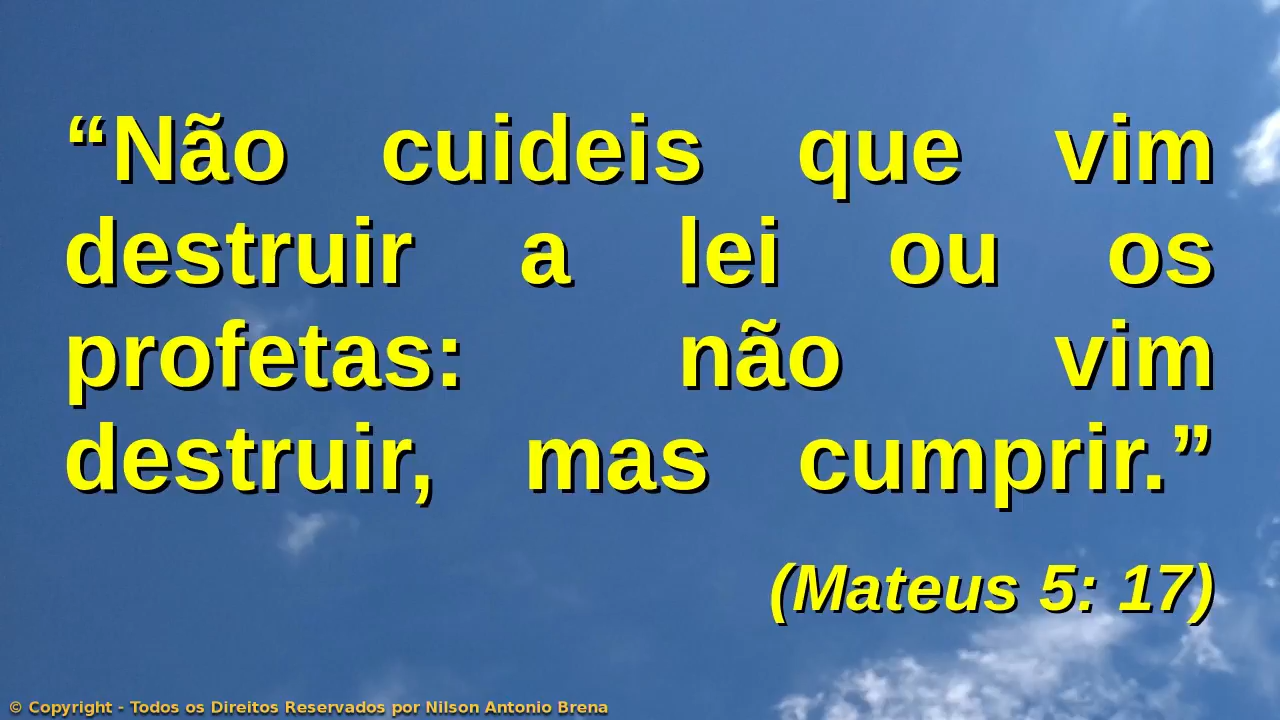 “Não cuideis que vim
destruir a lei ou os
profetas: não vim
destruir, mas cumprir.”
(Mateus 5: 17)
© Copyright - Todos os Direitos Reservados por Nilson Antonio Brena